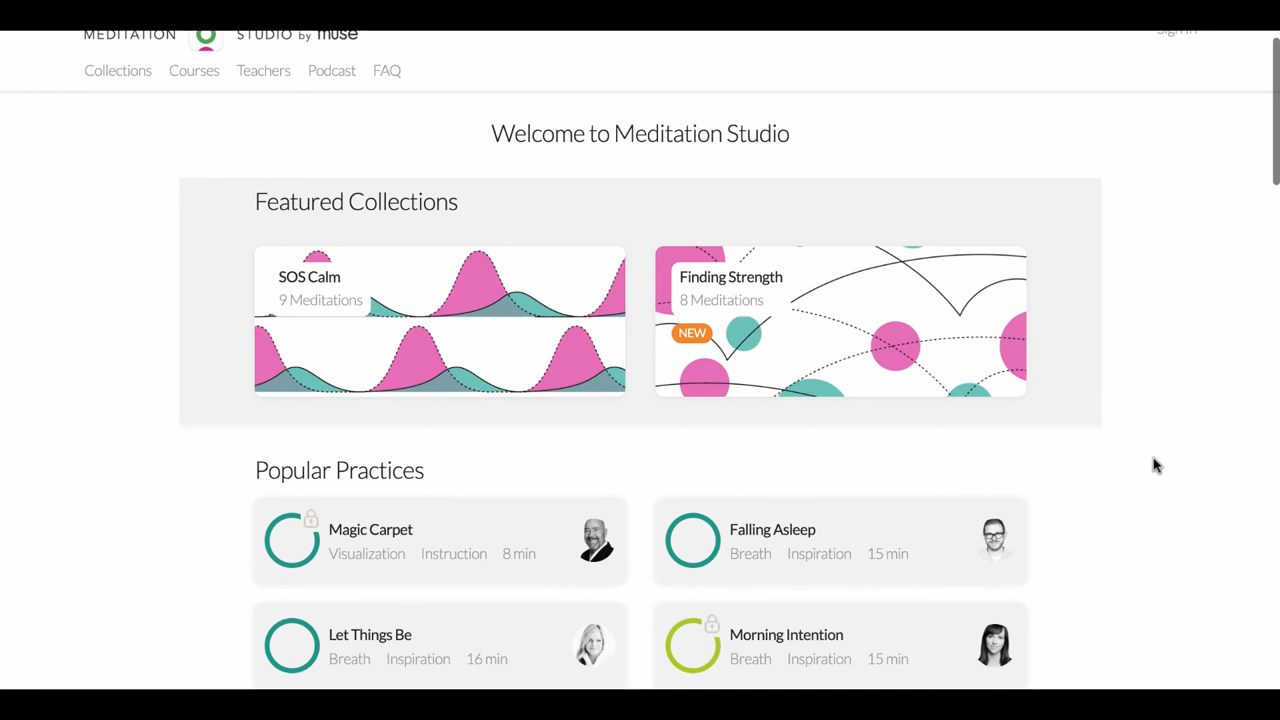 MEDITATION STUDIO by muse
Sign In
Collections Courses Teachers Podcast FAQ
Welcome to Meditation Studio
Featured Collections
SOS Calm
9 Meditations
Finding Strength
8 Meditations
NEW
Popular Practices
Magic Carpet
Visualization Instruction 8 min
Falling Asleep
Breath Inspiration 15 min
Let Things Be
Breath Inspiration 16 min
Morning Intention
Breath Inspiration 15 min